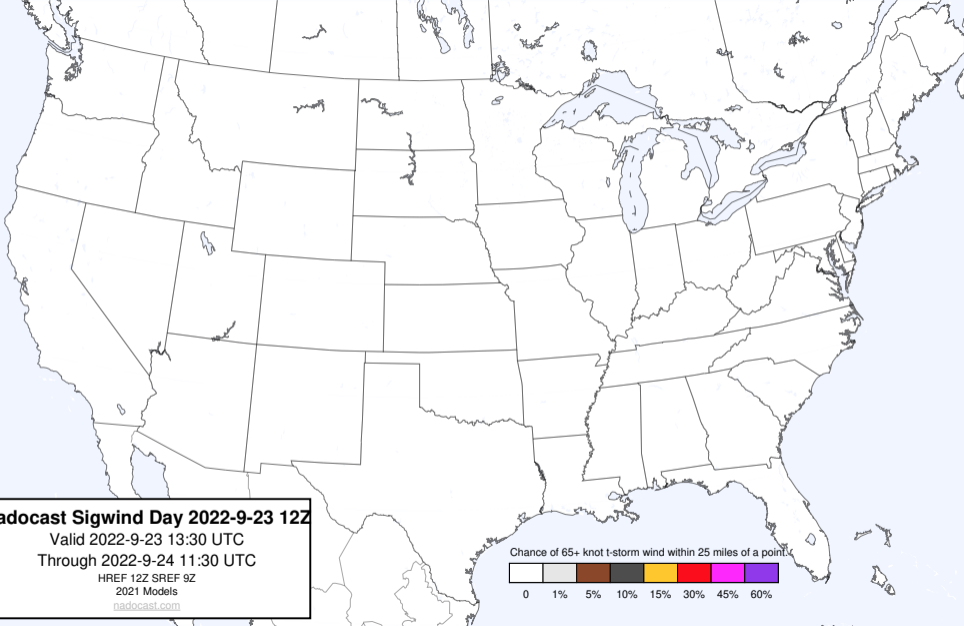 adocast Sigwind Day 2022-9-23 12Z
Valid 2022-9-23 13:30 UTC
Through 2022-9-24 11:30 UTC
HREF 12Z SREF 9Z
2021 Models
nadocast.com
Chance of 65+ knot t-storm wind within 25 miles of a point.
0 1% 5% 10% 15% 30% 45% 60%